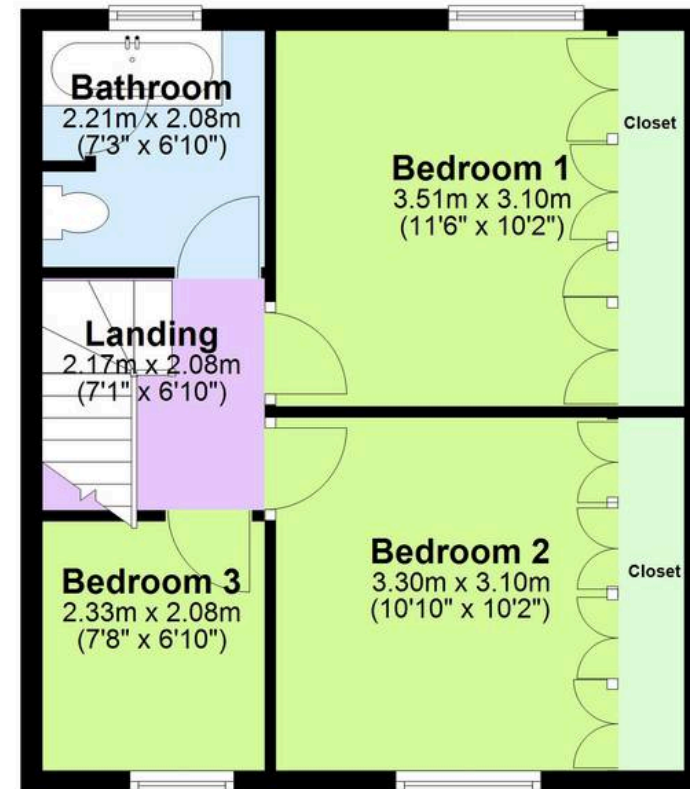 Bathroom
2.21m x 2.08m
(7'3" x 6'10")
Closet
Bedroom 1
3.51m x 3.10m
(11'6" x 10'2")
Landing
2.17m x 2.08m
(7'1" x 6'10")
Bedroom 2
3.30m x 3.10m
(10'10" x 10'2")
Closet
Bedroom 3
2.33m x 2.08m
(7'8" x 6'10")